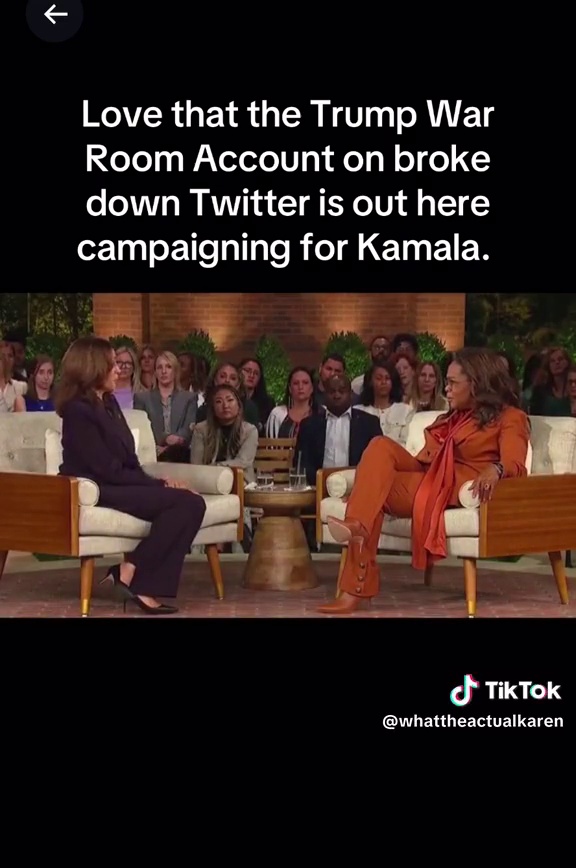 Love that the Trump War
Room Account on broke
down Twitter is out here
campaigning for Kamala.
TikTok
@whattheactualkaren